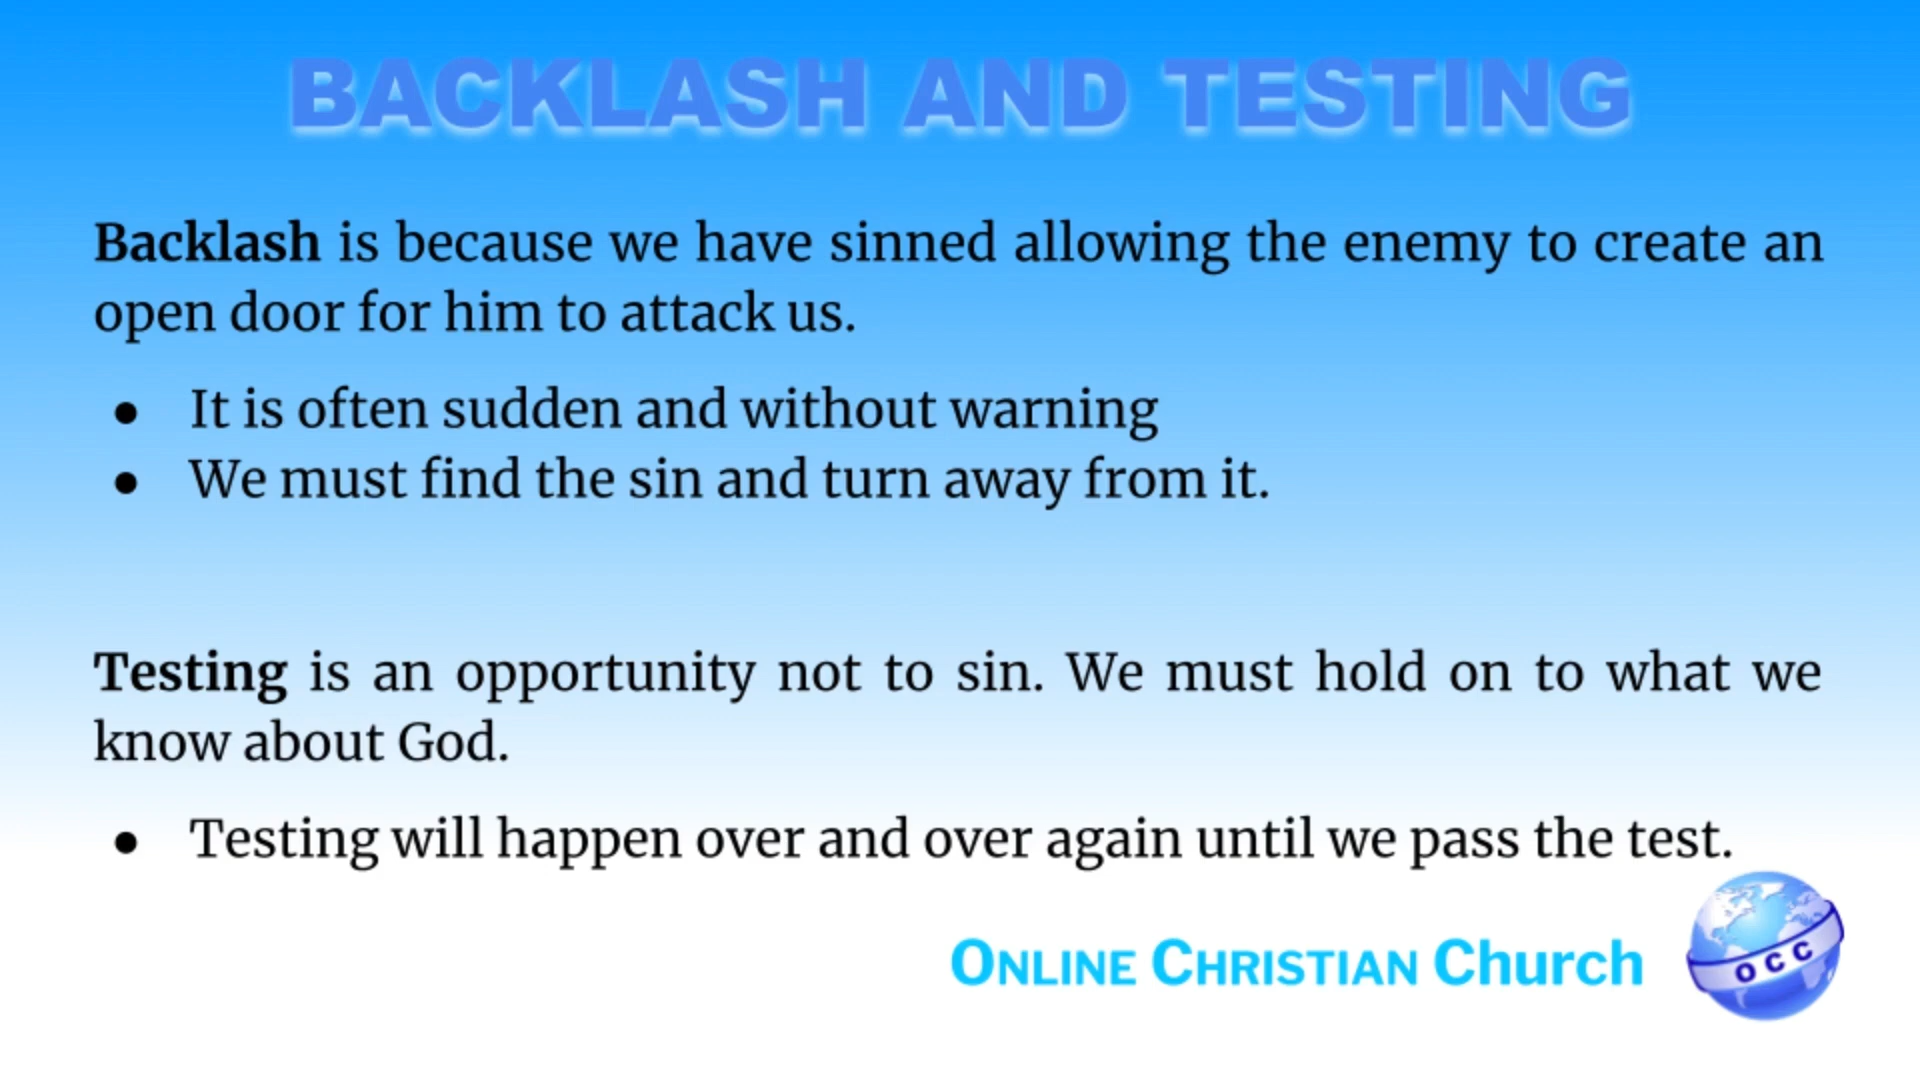 BACKLASH AND TESTING
Backlash is because we have sinned allowing the enemy to create an
open door for him to attack us.
● It is often sudden and without warning
● We must find the sin and turn away from it.
Testing is an opportunity not to sin. We must hold on to what we
know about God.
● Testing will happen over and over again until we pass the test.
ONLINE CHRISTIAN Church
OCC